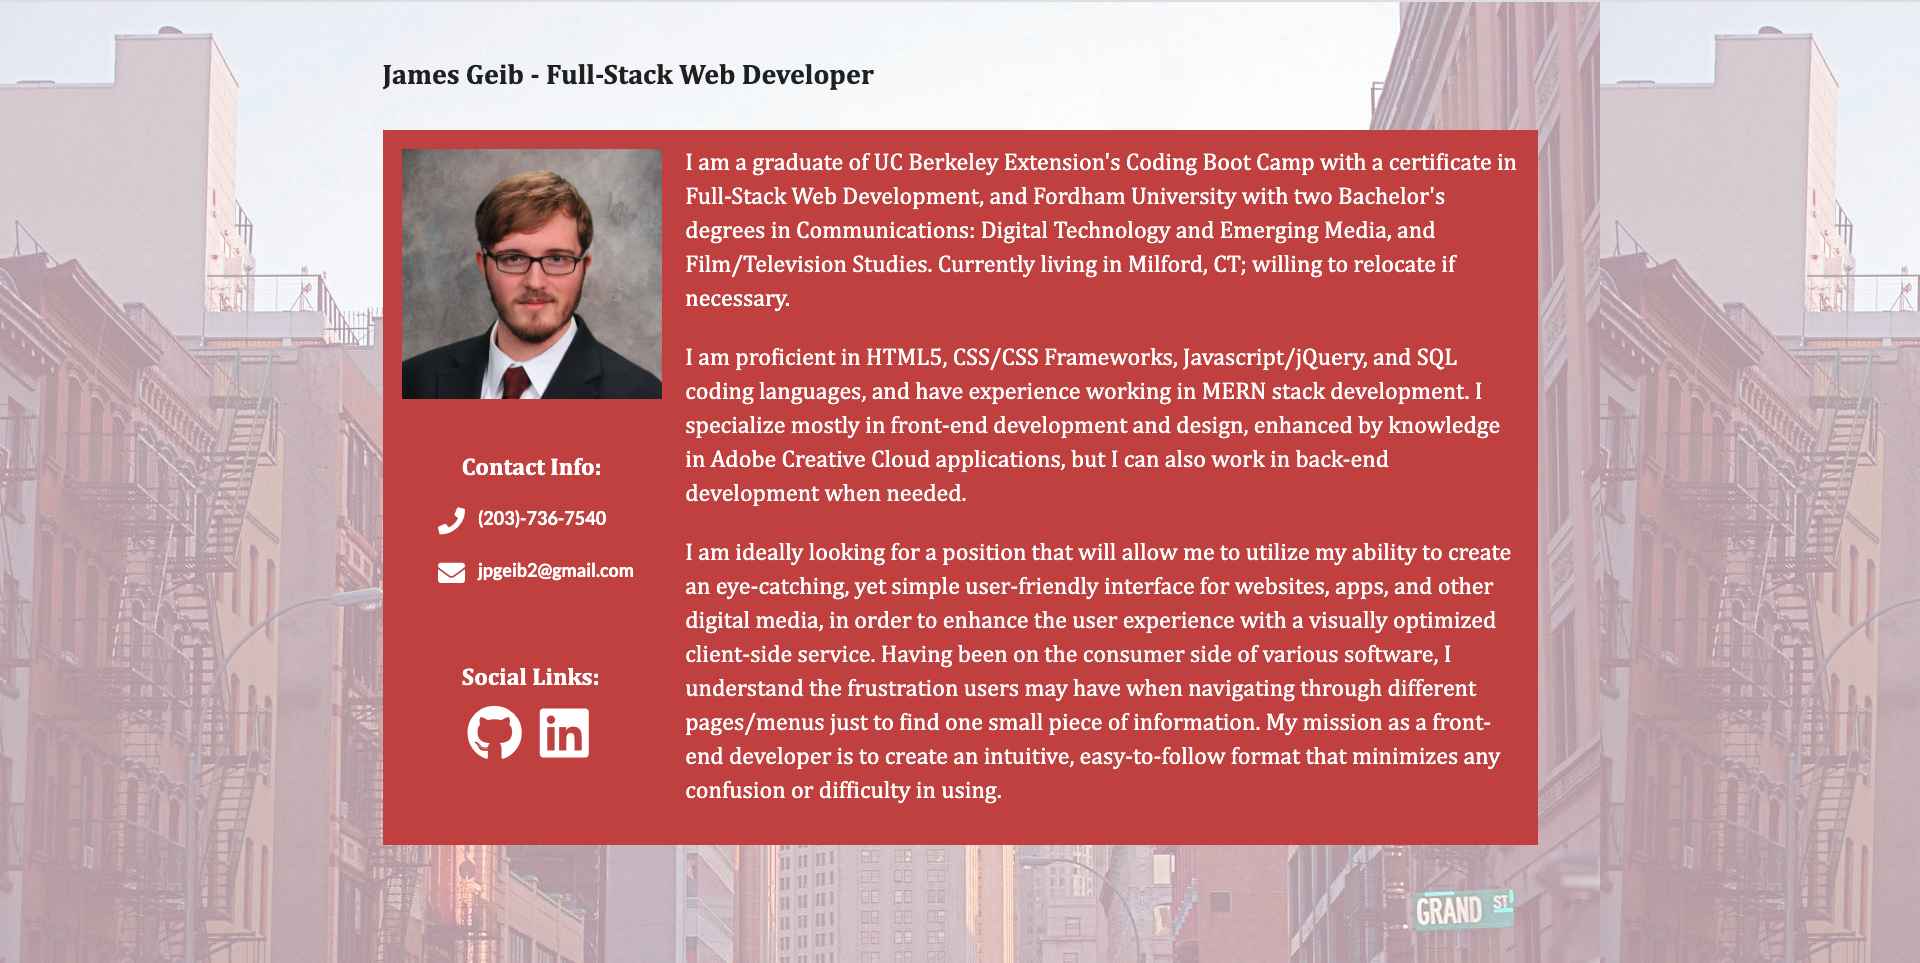 James Geib - Full-Stack Web Developer
I am a graduate of UC Berkeley Extension's Coding Boot Camp with a certificate in
Full-Stack Web Development, and Fordham University with two Bachelor's
degrees in Communications: Digital Technology and Emerging Media, and
Film/Television Studies. Currently living in Milford, CT; willing to relocate if
necessary.
I am proficient in HTML5, CSS/CSS Frameworks, Javascript/jQuery, and SQL
coding languages, and have experience working in MERN stack development. I
specialize mostly in front-end development and design, enhanced by knowledge
in Adobe Creative Cloud applications, but I can also work in back-end
development when needed.
I am ideally looking for a position that will allow me to utilize my ability to create
an eye-catching, yet simple user-friendly interface for websites, apps, and other
digital media, in order to enhance the user experience with a visually optimized
client-side service. Having been on the consumer side of various software, I
understand the frustration users may have when navigating through different
pages/menus just to find one small piece of information. My mission as a front-
end developer is to create an intuitive, easy-to-follow format that minimizes any
confusion or difficulty in using.
Contact Info:
(203)-736-7540
jpgeib2@gmail.com
Social Links:
in
GRAND ST